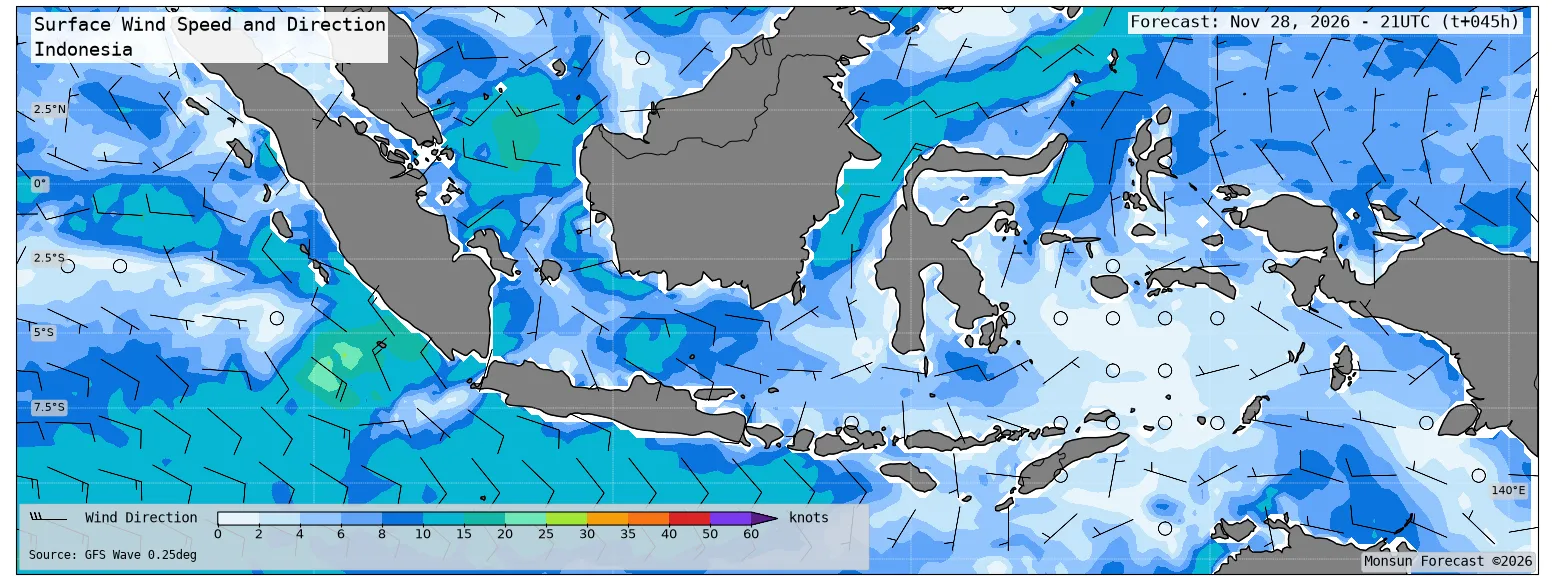 Surface Wind Speed and Direction
Indonesia
Forecast: Nov 28, 2026 - 21UTC (t+045h)
2.5°N
0°
2.5°S
5°S
7.5°S
140°E
Wind Direction
knots
0 2 4 6 8 10 15 20 25 30 35 40 50 60
Source: GFS Wave 0.25deg
Monsun Forecast ©2026